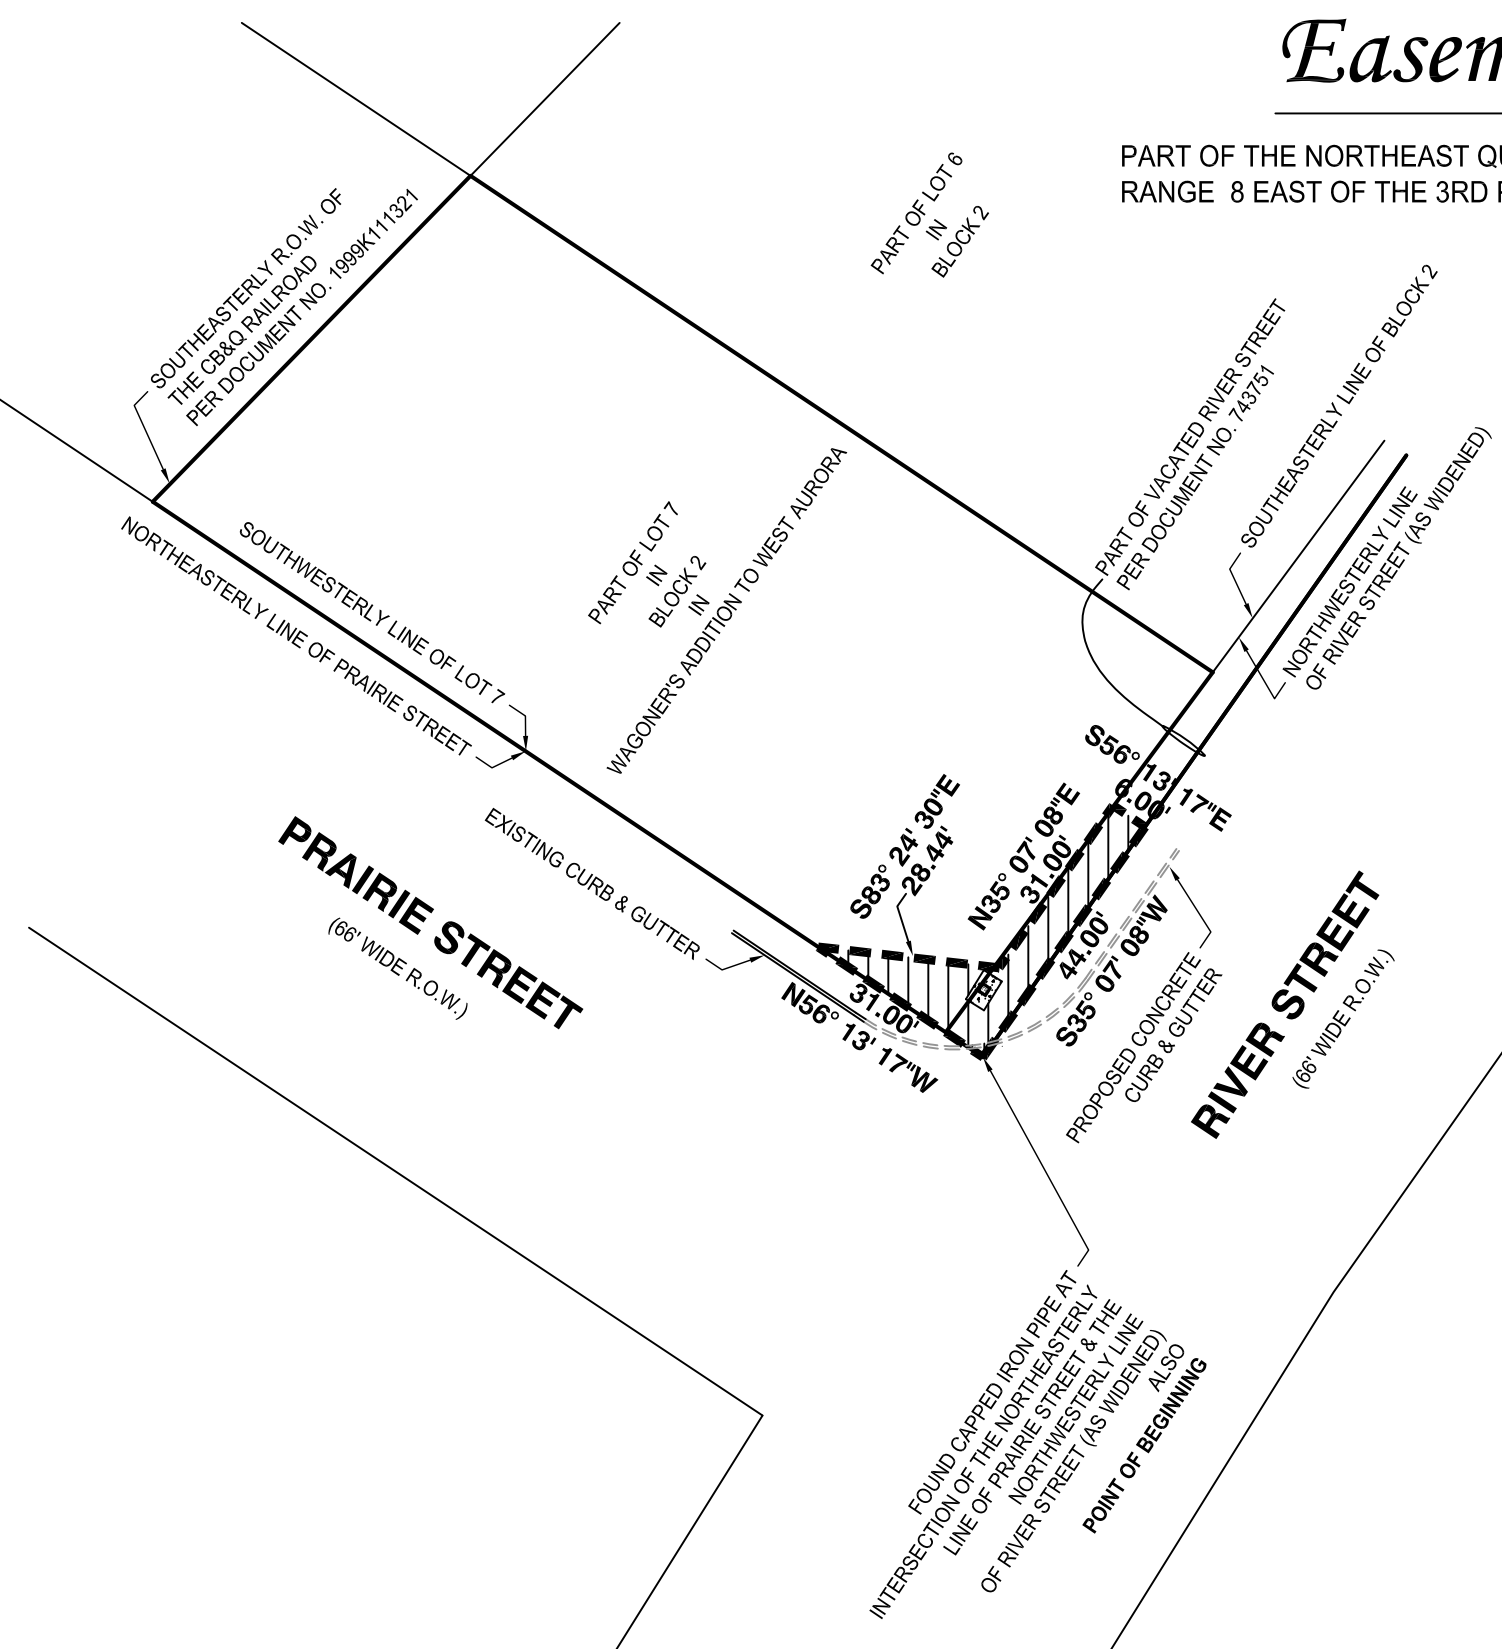 Easem
PART OF THE NORTHEAST QU
RANGE 8 EAST OF THE 3RD P
PART OF LOT 6
IN
BLOCK 2
SOUTHEASTERLY R.O.W. OF
THE CB&Q RAILROAD
PER DOCUMENT NO. 1999K111321
PART OF VACATED RIVER STREET
PER DOCUMENT NO. 743751
SOUTHEASTERLY LINE OF BLOCK 2
NORTHWESTERLY LINE
OF RIVER STREET (AS WIDENED)
SOUTHWESTERLY LINE OF LOT 7
NORTHEASTERLY LINE OF PRAIRIE STREET
PART OF LOT 7
IN
BLOCK 2
IN
WAGONER'S ADDITION TO WEST AURORA
EXISTING CURB & GUTTER
PRAIRIE STREET
(66' WIDE R.O.W.)
S83° 24' 30"E
28.44'
N35° 07' 08"E
31.00'
S56° 13' 17"E
6.00'
44.00'
S35° 07' 08"W
31.00'
N56° 13' 17"W
PROPOSED CONCRETE
CURB & GUTTER
RIVER STREET
(66' WIDE R.O.W.)
FOUND CAPPED IRON PIPE AT
INTERSECTION OF THE NORTHEASTERLY
LINE OF PRAIRIE STREET & THE
NORTHWESTERLY LINE
OF RIVER STREET (AS WIDENED)
ALSO
POINT OF BEGINNING